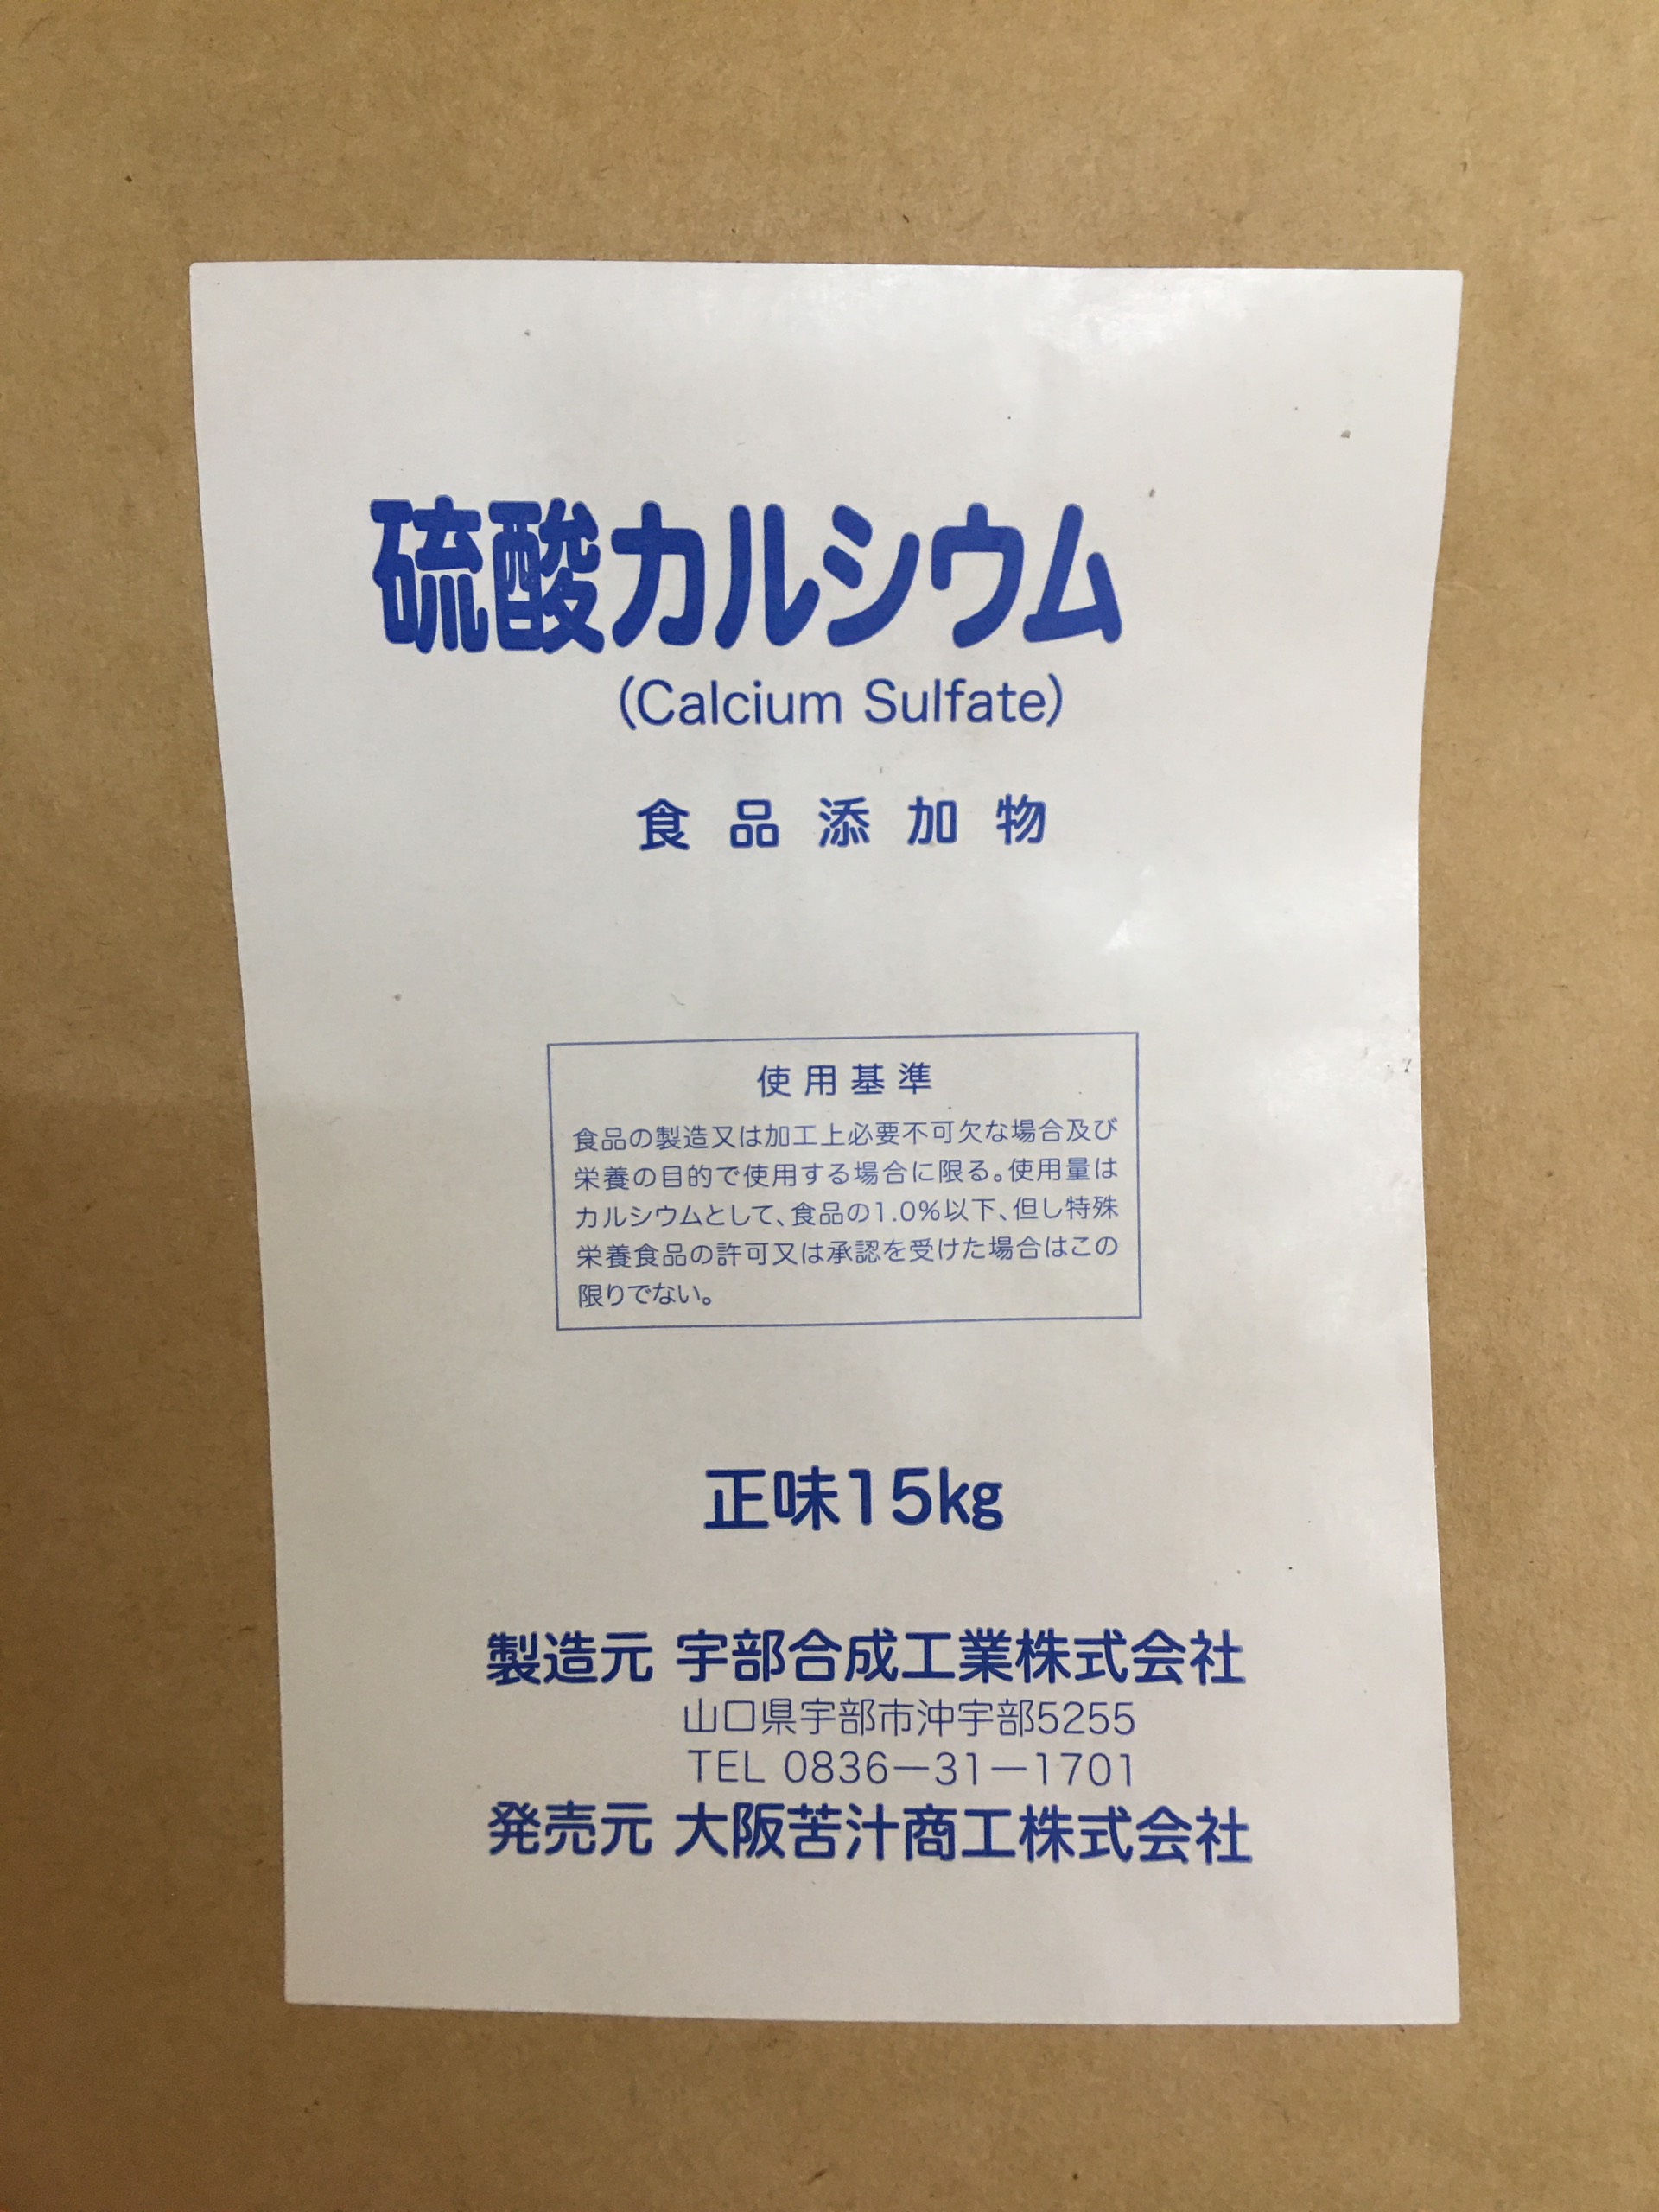 硫酸カルシウム
(Calcium Sulfate)
食品添加物
使用基準
食品の製造又は加工上必要不可欠な場合及び
栄養の目的で使用する場合に限る。使用量は
カルシウムとして、食品の1.0%以下、但し特殊
栄養食品の許可又は承認を受けた場合はこの
限りでない。
正味15kg
製造元 宇部合成工業株式会社
山口県宇部市沖宇部5255
TEL 0836-31-1701
発売元 大阪苦汁商工株式会社